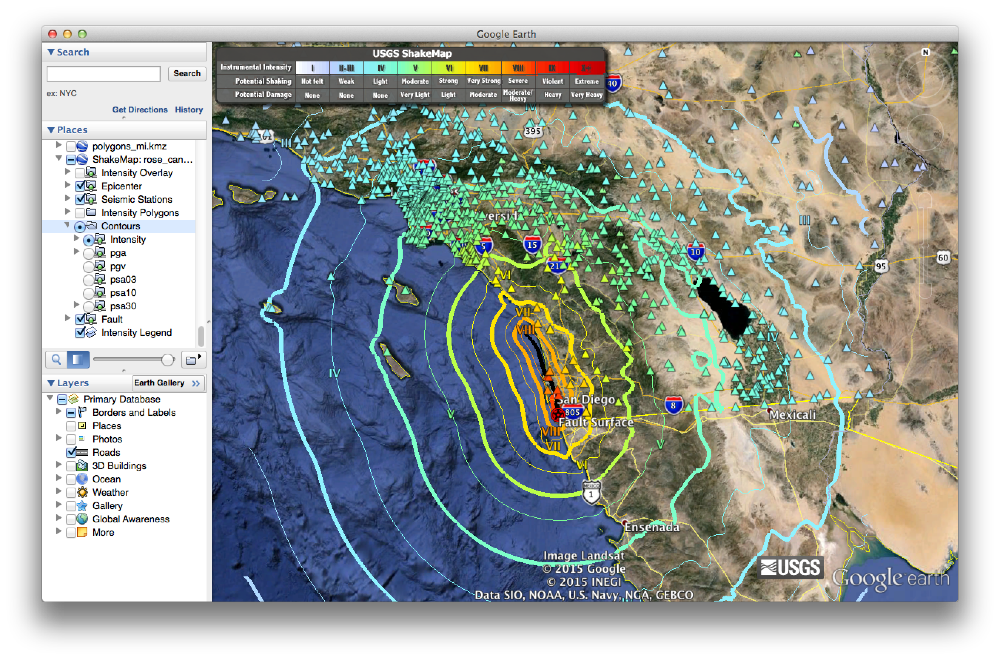 Google Earth
Search
Search
ex: NYC
Get Directions History
Places
polygons_mi.kmz
ShakeMap: rose_can...
Intensity Overlay
Epicenter
Seismic Stations
Intensity Polygons
Contours
Intensity
pga
pgv
psa03
psa10
psa30
Fault
Intensity Legend
Layers
Earth Gallery >>
Primary Database
Borders and Labels
Places
Photos
Roads
3D Buildings
Ocean
Weather
Gallery
Global Awareness
More
USGS ShakeMap
Instrumental Intensity I II-III IV V VI VII VIII IX X+
Potential Shaking Not felt Weak Light Moderate Strong Very Strong Severe Violent Extreme
Potential Damage None None None Very Light Light Moderate Moderate/
Heavy Heavy Very Heavy
N
40
IV
395
101
III
versid
V
III
5
15
10
60
95
21
VI
VII
VIII
IV
IV
V
San Diego
805
8
Mexicali
Fault Surface
VIII
VII
V
VI
MEXICO
1
Ensenada
Image Landsat
© 2015 Google
© 2015 INEGI
Data SIO, NOAA, U.S. Navy, NGA, GEBCO
USGS
Google earth